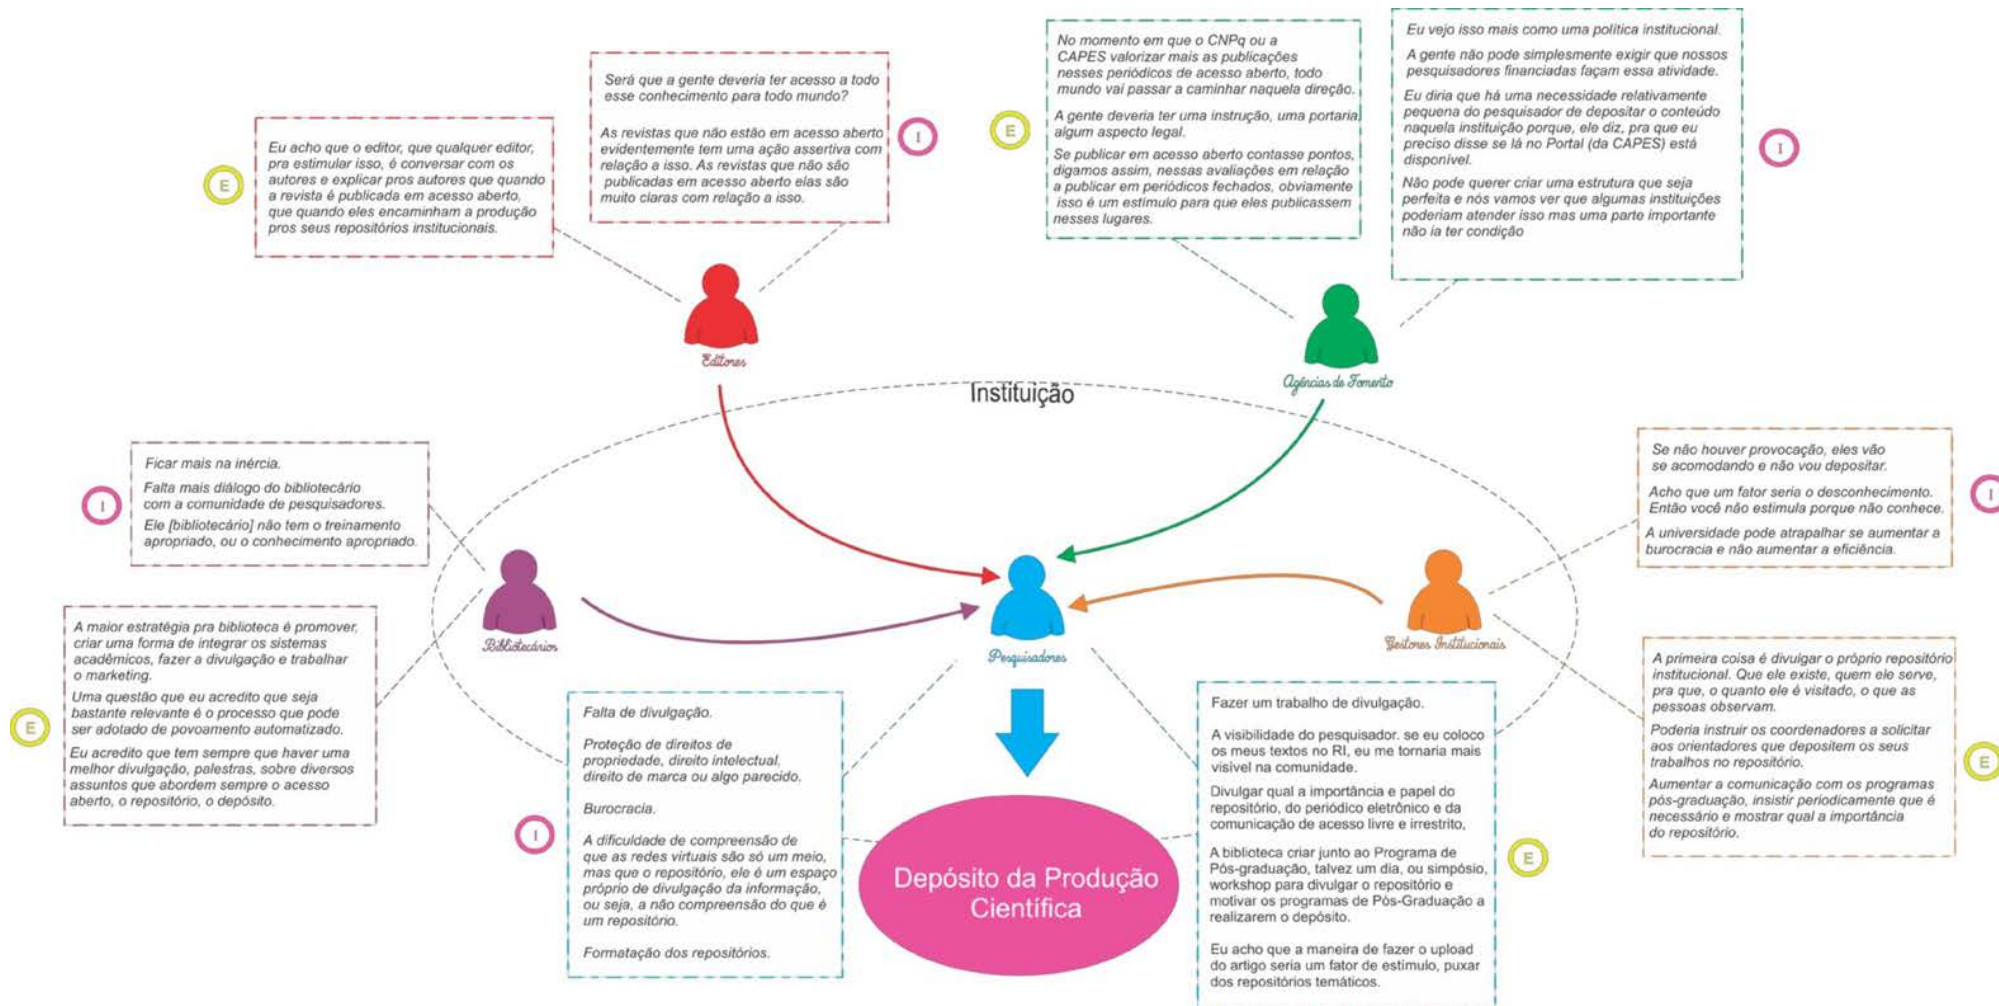 No momento em que o CNPq ou a
CAPES valorizar mais as publicações
nesses periódicos de acesso aberto, todo
mundo vai passar a caminhar naquela direção.
A gente deveria ter uma instrução, uma portaria
algum aspecto legal.
Se publicar em acesso aberto contasse pontos,
digamos assim, nessas avaliações em relação
a publicar em periódicos fechados, obviamente
isso é um estímulo para que eles publicassem
nesses lugares.
E
Eu vejo isso mais como uma política institucional.
A gente não pode simplesmente exigir que nossos
pesquisadores financiadas façam essa atividade.
Eu diria que há uma necessidade relativamente
pequena do pesquisador de depositar o conteúdo
naquela instituição porque, ele diz, pra que eu
preciso disse se lá no Portal (da CAPES) está
disponível.
Não pode querer criar uma estrutura que seja
perfeita e nós vamos ver que algumas instituições
poderiam atender isso mas uma parte importante
não ia ter condição
I
Será que a gente deveria ter acesso a todo
esse conhecimento para todo mundo?
As revistas que não estão em acesso aberto
evidentemente tem uma ação assertiva com
relação a isso. As revistas que não são
publicadas em acesso aberto elas são
muito claras com relação a isso.
I
Eu acho que o editor, que qualquer editor,
pra estimular isso, é conversar com os
autores e explicar pros autores que quando
a revista é publicada em acesso aberto,
que quando eles encaminham a produção
pros seus repositórios institucionais.
E
Editores
Agências de Fomento
Instituição
Ficar mais na inércia.
Falta mais diálogo do bibliotecário
com a comunidade de pesquisadores.
Ele [bibliotecário] não tem o treinamento
apropriado, ou o conhecimento apropriado.
I
Se não houver provocação, eles vão
se acomodando e não vou depositar.
Acho que um fator seria o desconhecimento.
Então você não estimula porque não conhece.
A universidade pode atrapalhar se aumentar a
burocracia e não aumentar a eficiência.
I
Bibliotecários
Pesquisadores
Gestores Institucionais
A maior estratégia pra biblioteca é promover,
criar uma forma de integrar os sistemas
acadêmicos, fazer a divulgação e trabalhar
o marketing.
Uma questão que eu acredito que seja
bastante relevante é o processo que pode
ser adotado de povoamento automatizado.
Eu acredito que tem sempre que haver uma
melhor divulgação, palestras, sobre diversos
assuntos que abordem sempre o acesso
aberto, o repositório, o depósito.
E
Falta de divulgação.
Proteção de direitos de
propriedade, direito intelectual,
direito de marca ou algo parecido.
Burocracia.
A dificuldade de compreensão de
que as redes virtuais são só um meio,
mas que o repositório, ele é um espaço
próprio de divulgação da informação,
ou seja, a não compreensão do que é
um repositório.
Formatação dos repositórios.
I
Depósito da Produção
Científica
Fazer um trabalho de divulgação.
A visibilidade do pesquisador. se eu coloco
os meus textos no RI, eu me tornaria mais
visível na comunidade.
Divulgar qual a importância e papel do
repositório, do periódico eletrônico e da
comunicação de acesso livre e irrestrito,
A biblioteca criar junto ao Programa de
Pós-graduação, talvez um dia, ou simpósio,
workshop para divulgar o repositório e
motivar os programas de Pós-Graduação a
realizarem o depósito.
Eu acho que a maneira de fazer o upload
do artigo seria um fator de estímulo, puxar
dos repositórios temáticos.
E
A primeira coisa é divulgar o próprio repositório
institucional. Que ele existe, quem ele serve,
pra que, o quanto ele é visitado, o que as
pessoas observam.
Poderia instruir os coordenadores a solicitar
aos orientadores que depositem os seus
trabalhos no repositório.
Aumentar a comunicação com os programas
pós-graduação, insistir periodicamente que é
necessário e mostrar qual a importância
do repositório.
E